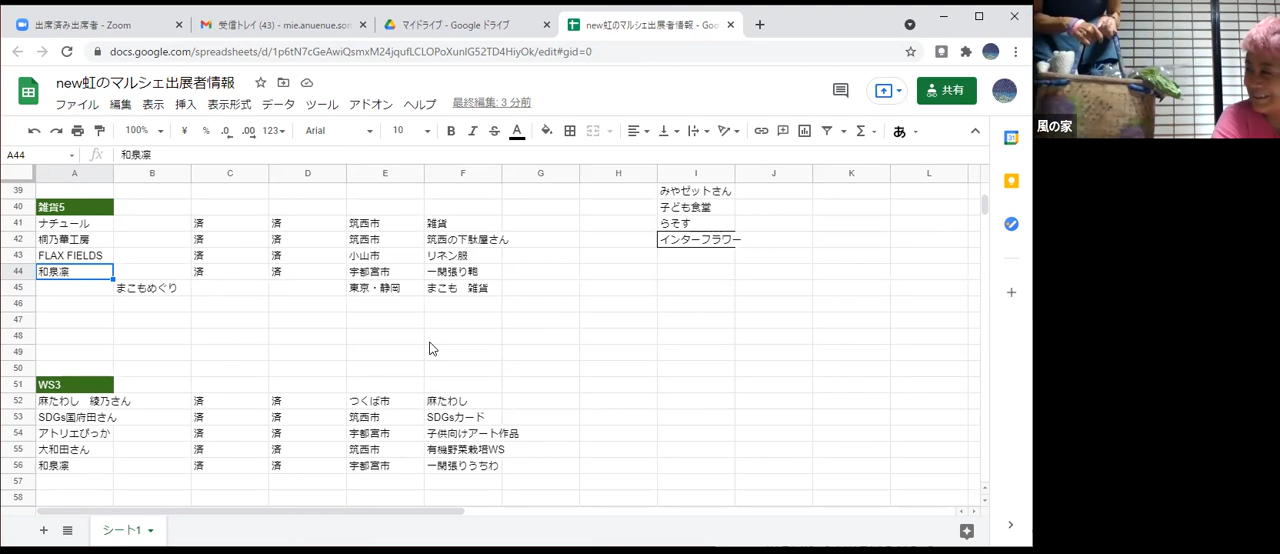 出席済み出席者 - Zoom
受信トレイ (43) - mie.anuenue.son
マイドライブ - Google ドライブ
new虹のマルシェ出展者情報 - Goo
docs.google.com/spreadsheets/d/1p6tN7cGeAwiQsmxM24jqufLCLOPoXunIG52TD4HiyOk/edit#gid=0
new虹のマルシェ出展者情報
ファイル 編集 表示 挿入 表示形式 データ ツール アドオン ヘルプ 最終編集: 3 分前
共有
100% ¥ % .0 .00 123 Arial 10 B I S A あ
A44 fx 和泉凛
A B C D E F G H I J K L
39 みやゼットさん
40 雑貨5 子ども食堂
41 ナチュール 済 済 筑西市 雑貨 らそす
42 桐乃華工房 済 済 筑西市 筑西の下駄屋さん インターフラワー
43 FLAX FIELDS 済 済 小山市 リネン服
44 和泉凛 済 済 宇都宮市 一閑張り鞄
45 まこもめぐり 東京・静岡 まこも 雑貨
46
47
48
49
50
51 WS3
52 麻たわし 綾乃さん 済 済 つくば市 麻たわし
53 SDGs国府田さん 済 済 筑西市 SDGsカード
54 アトリエぴっか 済 済 宇都宮市 子供向けアート作品
55 大和田さん 済 済 筑西市 有機野菜栽培WS
56 和泉凛 済 済 宇都宮市 一閑張りうちわ
57
58
シート1
風の家
31